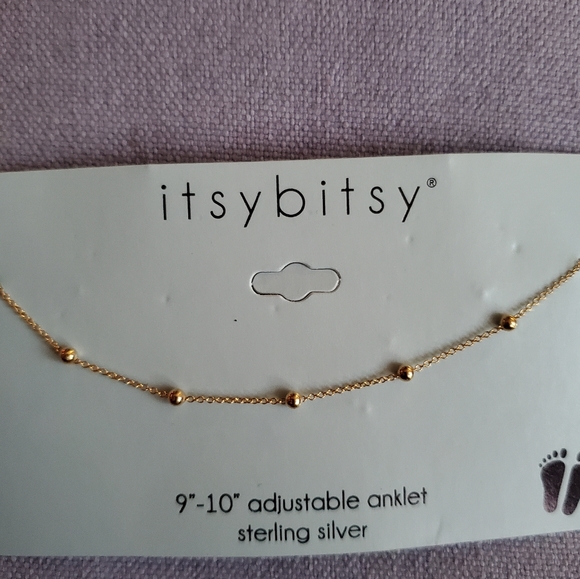 itsybitsy®
9"-10" adjustable anklet
sterling silver